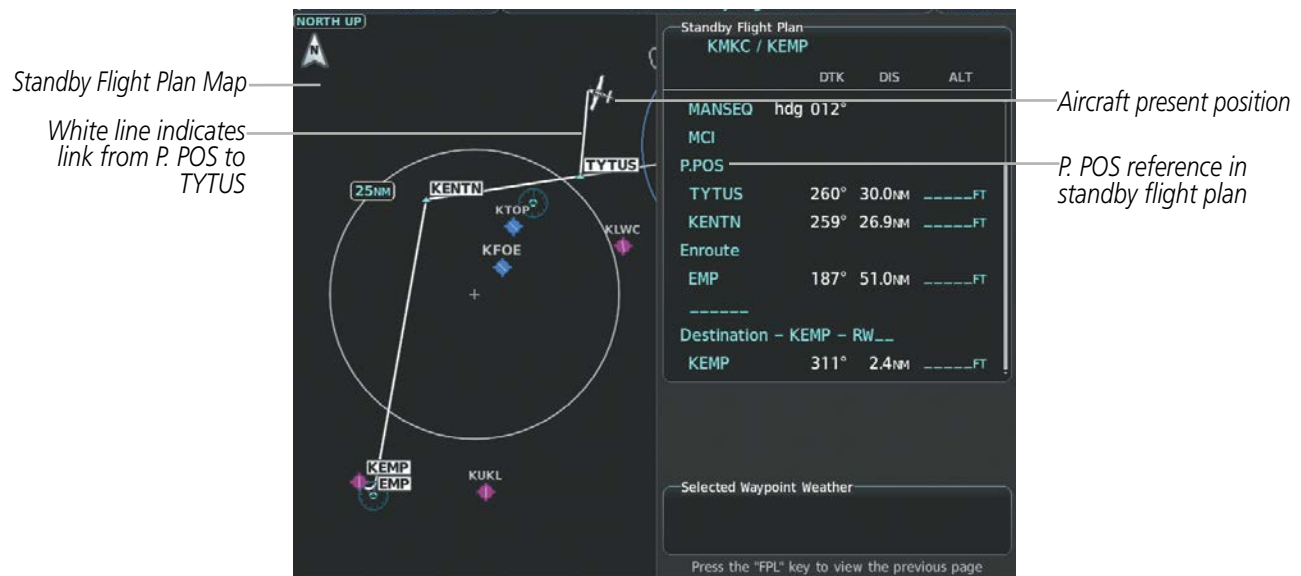 Standby Flight Plan Map
White line indicates
link from P. POS to
TYTUS
NORTH UP
N
25NM
KENTN
TYTUS
KTOP
KLWC
KFOE
KEMP
EMP
KUKL
Standby Flight Plan
KMKC / KEMP
DTK DIS ALT
MANSEQ hdg 012°
MCI
P.POS
TYTUS 260° 30.0NM _____FT
KENTN 259° 26.9NM _____FT
Enroute
EMP 187° 51.0NM _____FT
______
Destination – KEMP – RW__
KEMP 311° 2.4NM _____FT
Selected Waypoint Weather
Press the "FPL" key to view the previous page
Aircraft present position
P. POS reference in
standby flight plan